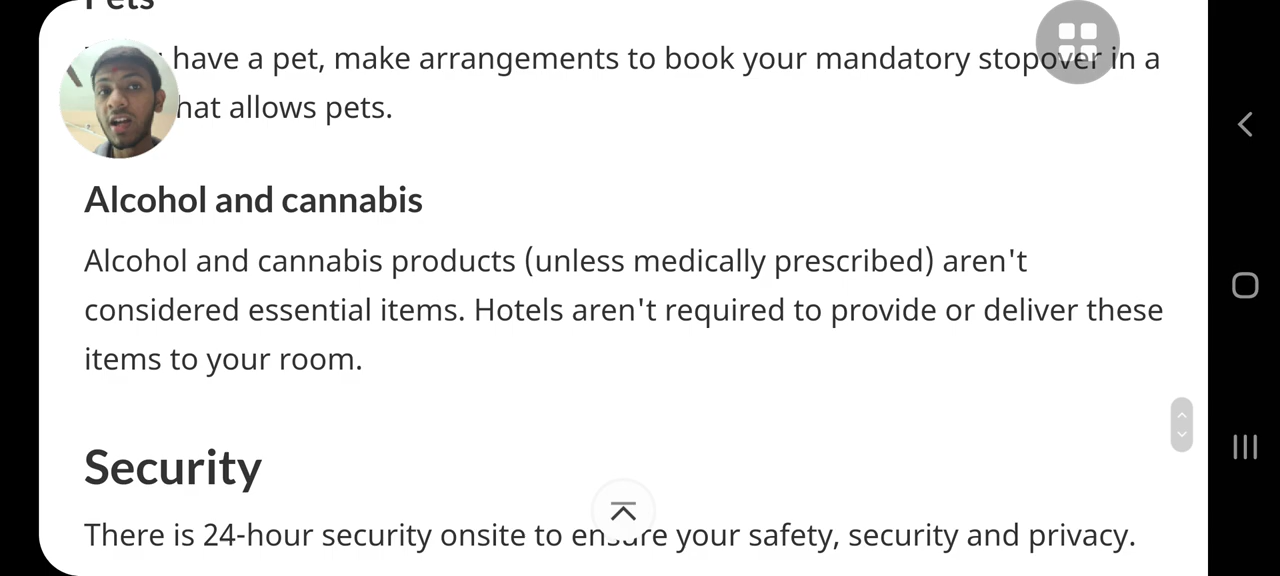 Pets
have a pet, make arrangements to book your mandatory stopover in a
hat allows pets.
Alcohol and cannabis
Alcohol and cannabis products (unless medically prescribed) aren't
considered essential items. Hotels aren't required to provide or deliver these
items to your room.
Security
There is 24-hour security onsite to ensure your safety, security and privacy.